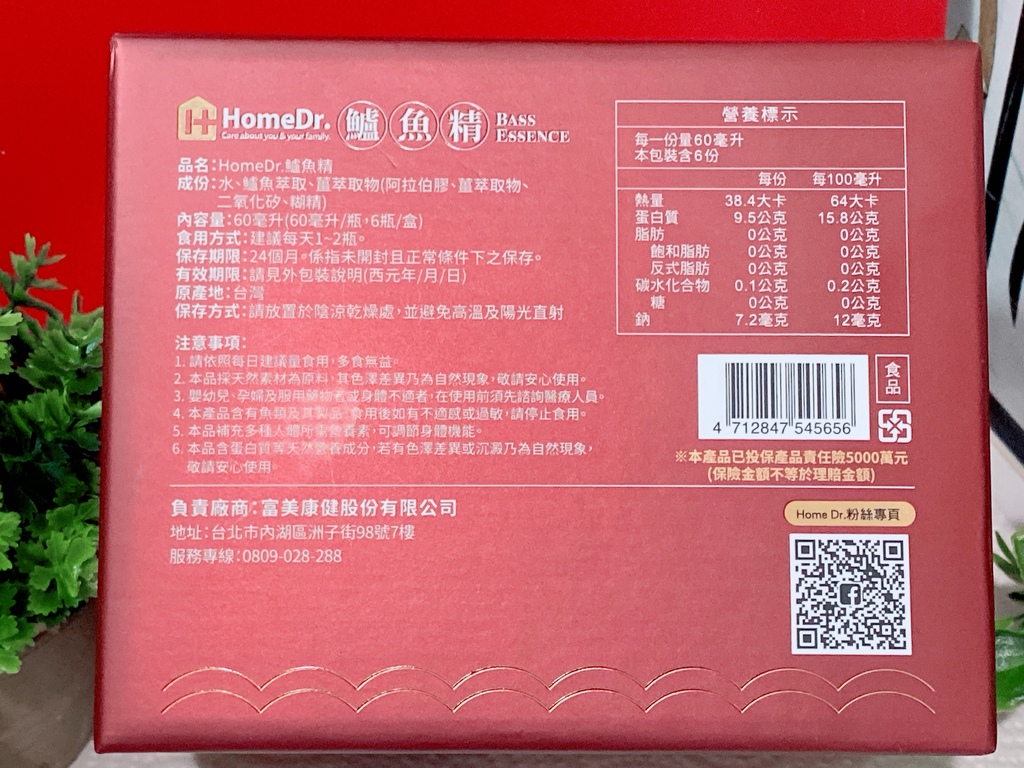 HomeDr.
Care about you & your family.
鱸魚精
BASS
ESSENCE
品名：HomeDr.鱸魚精
成份：水、鱸魚萃取、薑萃取物(阿拉伯膠、薑萃取物、
二氧化矽、糊精)
內容量：60毫升(60毫升/瓶，6瓶/盒)
食用方式：建議每天1~2瓶。
保存期限：24個月。係指未開封且正常條件下之保存。
有效期限：請見外包裝說明(西元年/月/日)
原產地：台灣
保存方式：請放置於陰涼乾燥處，並避免高溫及陽光直射
注意事項：
1. 請依照每日建議量食用，多食無益。
2. 本品採天然素材為原料，其色澤差異乃為自然現象，敬請安心使用。
3. 嬰幼兒、孕婦及服用藥物者或身體不適者，在使用前須先諮詢醫療人員。
4. 本產品含有魚類及其製品，食用後如有不適感或過敏，請停止食用。
5. 本品補充多種人體所需營養素，可調節身體機能。
6. 本品含蛋白質等天然營養成分，若有色澤差異或沉澱乃為自然現象，
敬請安心使用。
營養標示
每一份量60毫升
本包裝含6份
每份 每100毫升
熱量 38.4大卡 64大卡
蛋白質 9.5公克 15.8公克
脂肪 0公克 0公克
飽和脂肪 0公克 0公克
反式脂肪 0公克 0公克
碳水化合物 0.1公克 0.2公克
糖 0公克 0公克
鈉 7.2毫克 12毫克
4 712847 545656
食品
※本產品已投保產品責任險5000萬元
(保險金額不等於理賠金額)
負責廠商：富美康健股份有限公司
地址：台北市內湖區洲子街98號7樓
服務專線：0809-028-288
Home Dr.粉絲專頁